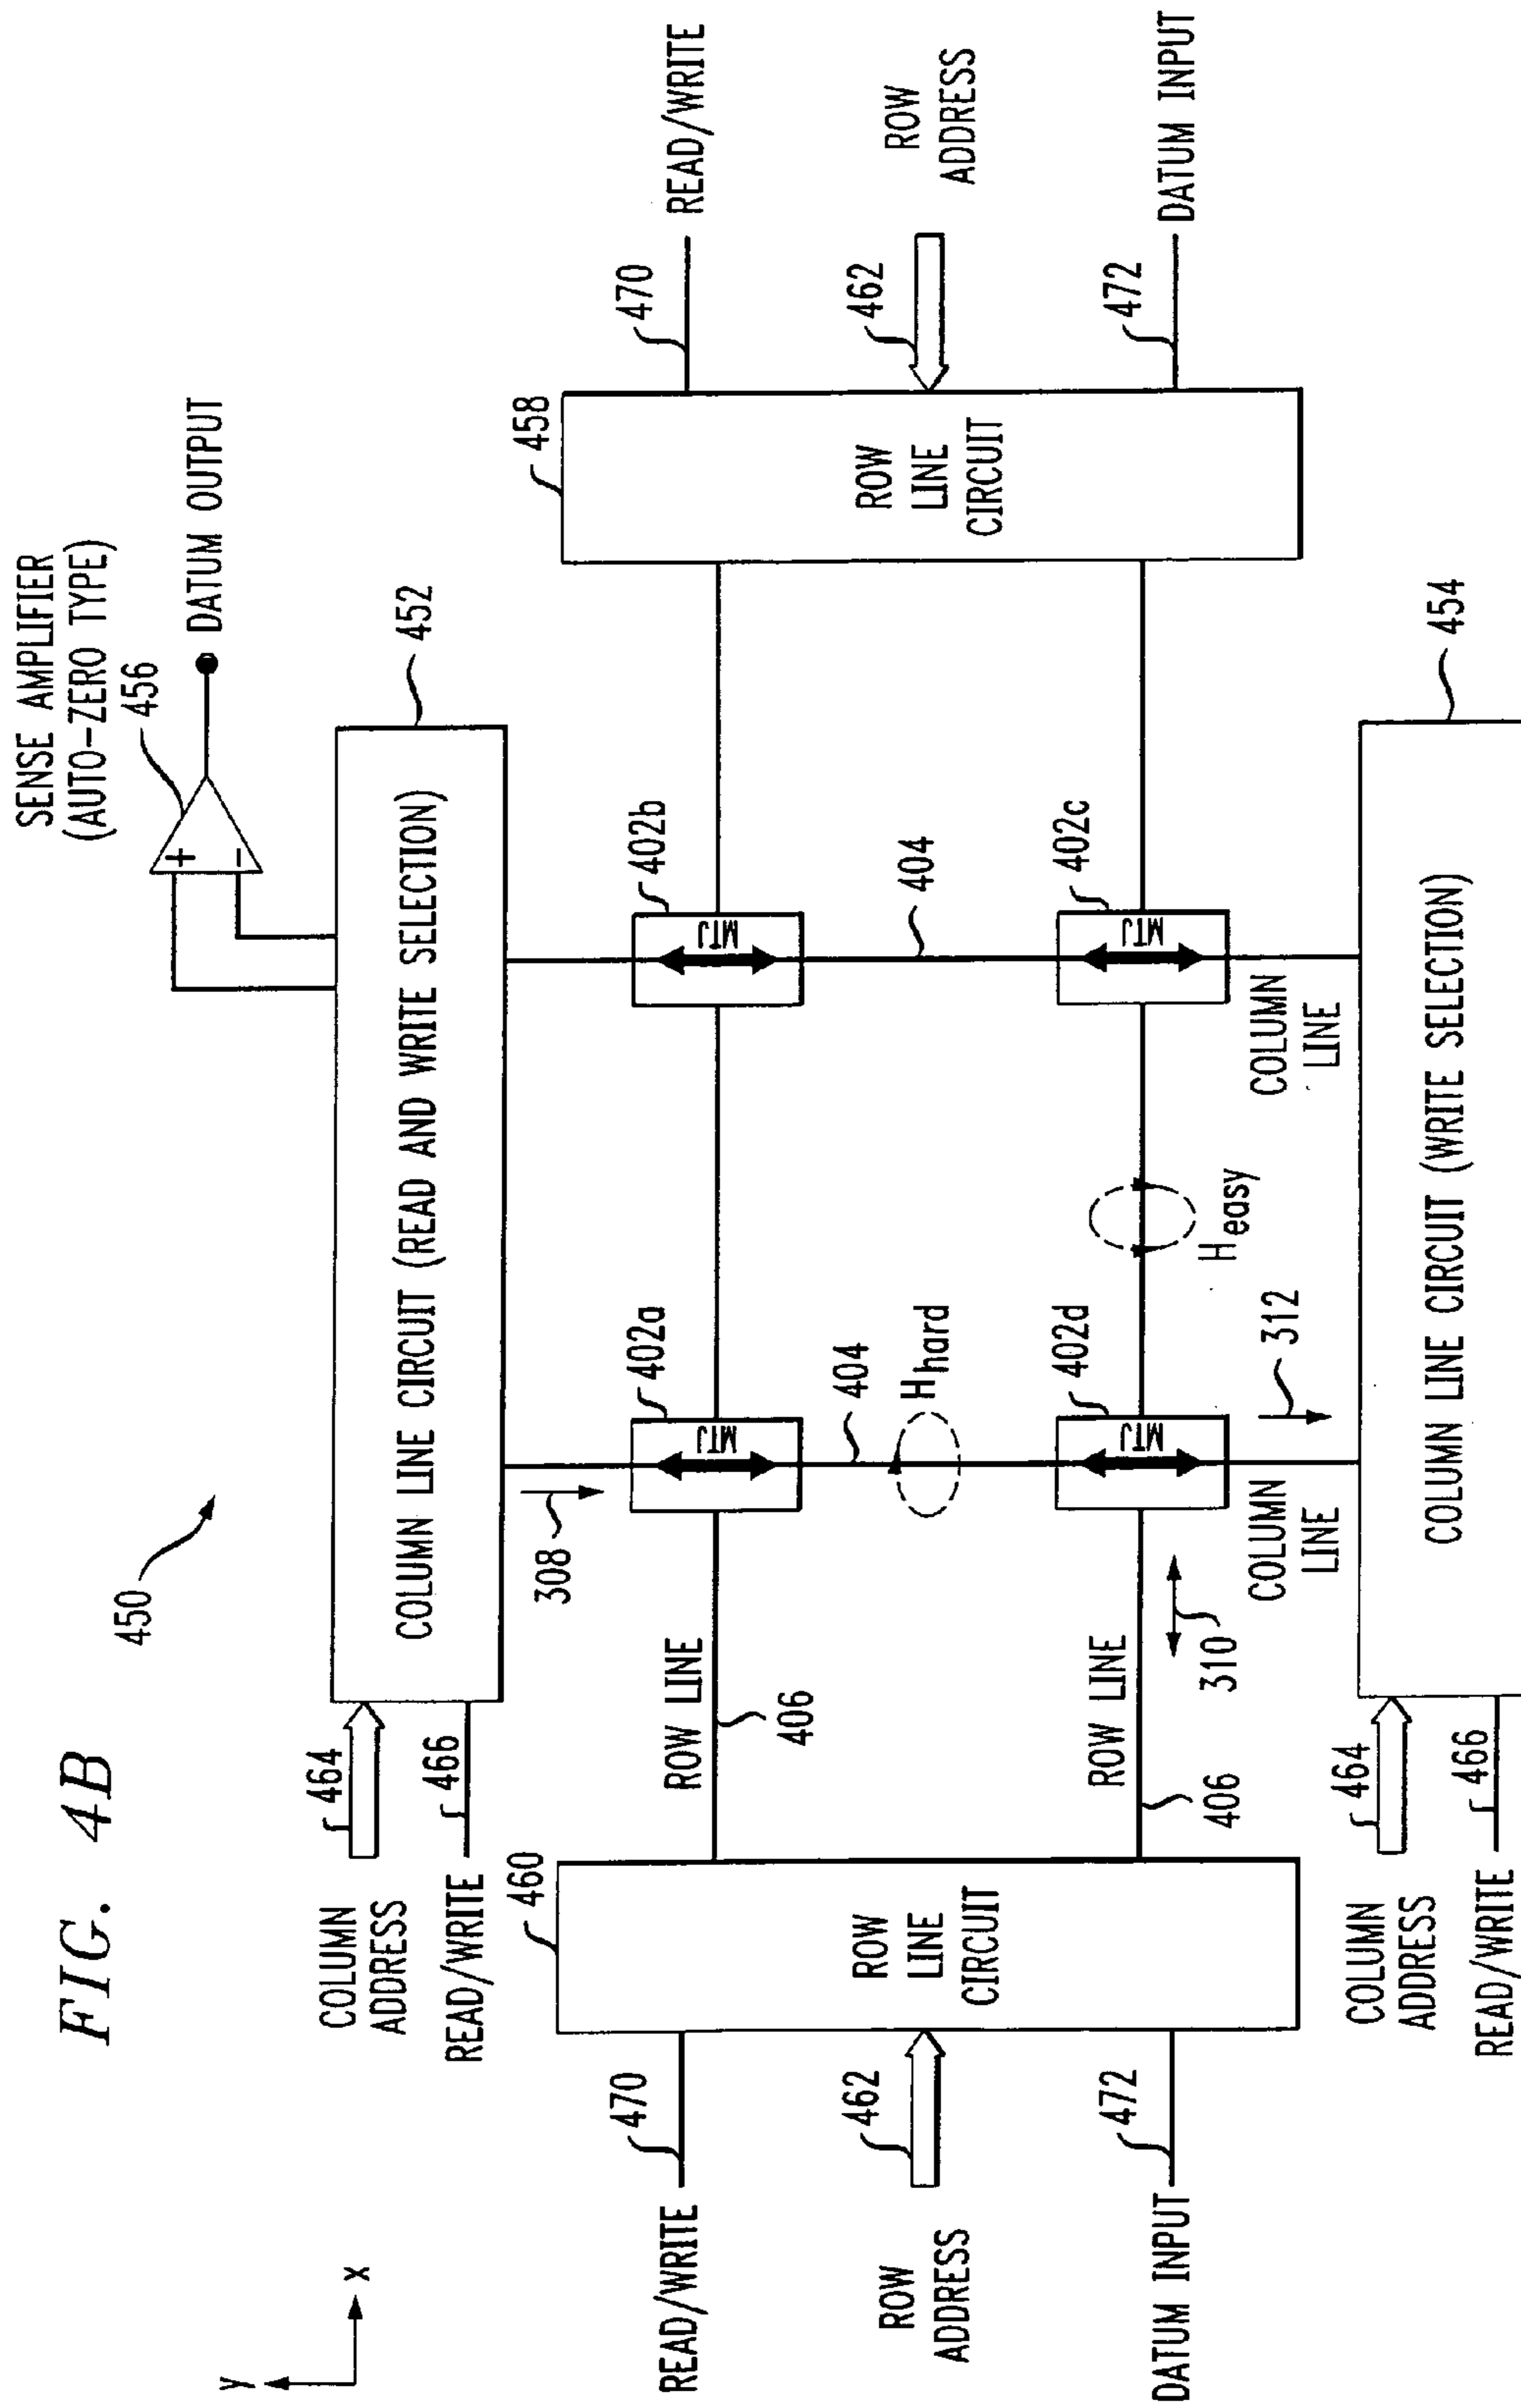 FIG. 4B
450
SENSE AMPLIFIER
(AUTO-ZERO TYPE)
456
+
-
DATUM OUTPUT
452
COLUMN
ADDRESS
464
READ/WRITE
466
COLUMN LINE CIRCUIT (READ AND WRITE SELECTION)
308
y
x
READ/WRITE
470
ROW
ADDRESS
462
DATUM INPUT
472
460
ROW
LINE
CIRCUIT
ROW LINE
406
402a
MTJ
402b
MTJ
404
Hhard
404
ROW LINE
406
310
402d
MTJ
Heasy
402c
MTJ
312
COLUMN
LINE
COLUMN
LINE
458
ROW
LINE
CIRCUIT
470
READ/WRITE
462
ROW
ADDRESS
472
DATUM INPUT
COLUMN
ADDRESS
464
READ/WRITE
466
COLUMN LINE CIRCUIT (WRITE SELECTION)
454